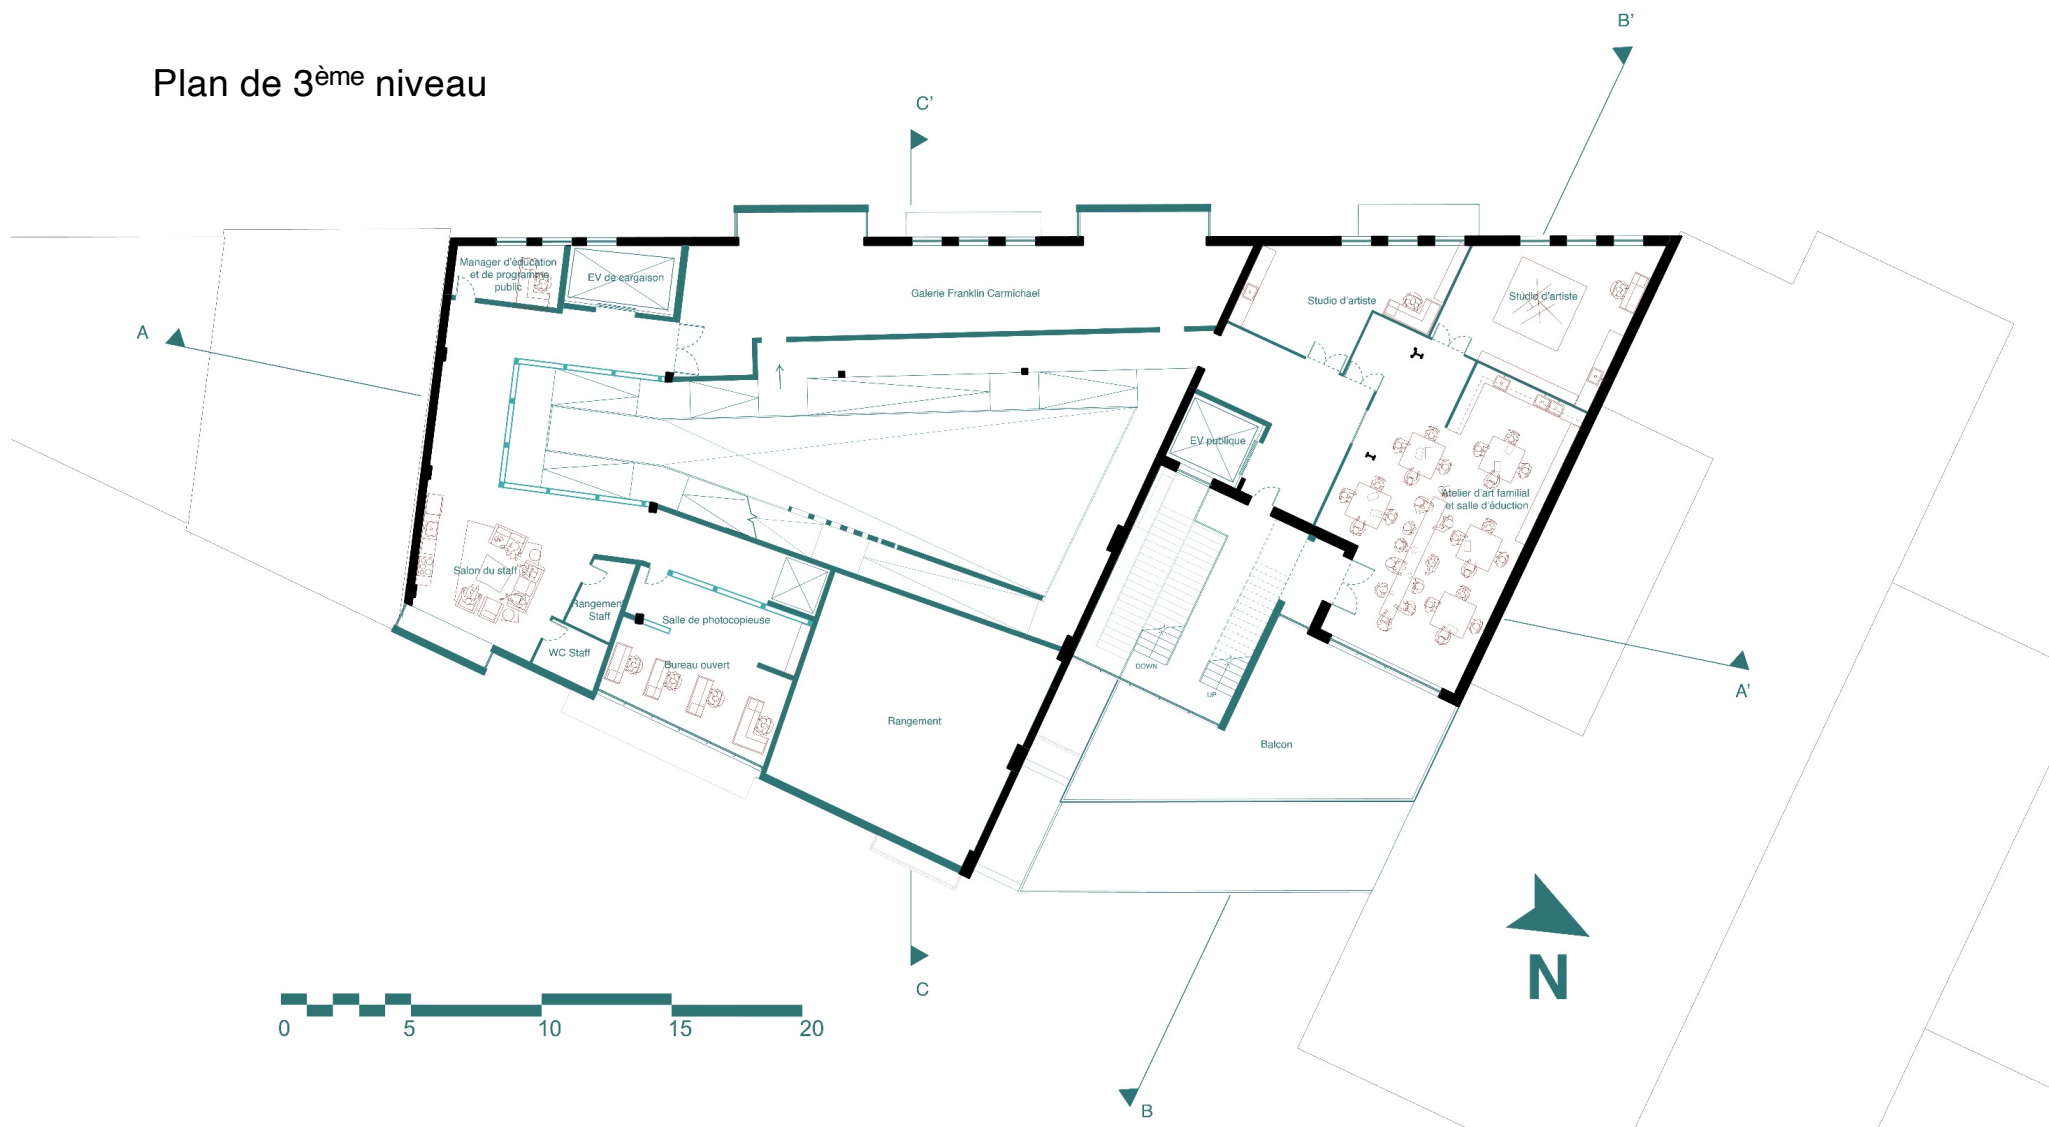 B’
Plan de 3ème niveau
C’
Manager d’éducation
et de programme
public
EV de cargaison
Galerie Franklin Carmichael
Studio d’artiste
Studio d’artiste
A
EV publique
Atelier d’art familial
et salle d’éduction
Salon du staff
Rangement
Staff
Salle de photocopieuse
WC Staff
Bureau ouvert
DOWN
UP
A’
Rangement
Balcon
C
N
0
5
10
15
20
B